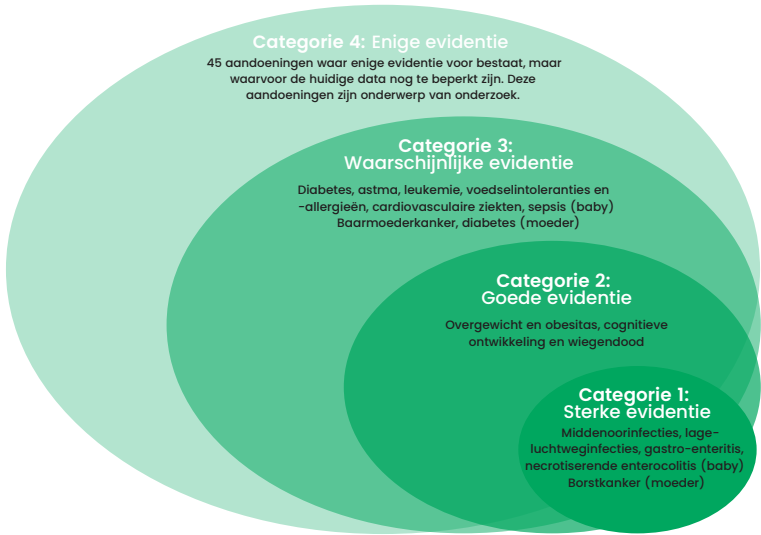 Categorie 4: Enige evidentie
45 aandoeningen waar enige evidentie voor bestaat, maar
waarvoor de huidige data nog te beperkt zijn. Deze
aandoeningen zijn onderwerp van onderzoek.
Categorie 3:
Waarschijnlijke evidentie
Diabetes, astma, leukemie, voedselintoleranties en
-allergieën, cardiovasculaire ziekten, sepsis (baby)
Baarmoederkanker, diabetes (moeder)
Categorie 2:
Goede evidentie
Overgewicht en obesitas, cognitieve
ontwikkeling en wiegendood
Categorie 1:
Sterke evidentie
Middenoorinfecties, lage-
luchtweginfecties, gastro-enteritis,
necrotiserende enterocolitis (baby)
Borstkanker (moeder)